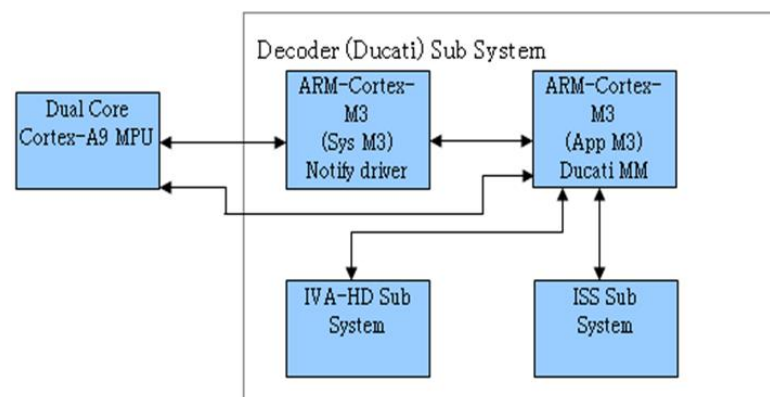 Decoder (Ducati) Sub System
Dual Core
Cortex-A9 MPU
ARM-Cortex-
M3
(Sys M3)
Notify driver
ARM-Cortex-
M3
(App M3)
Ducati MM
IVA-HD Sub
System
ISS Sub
System